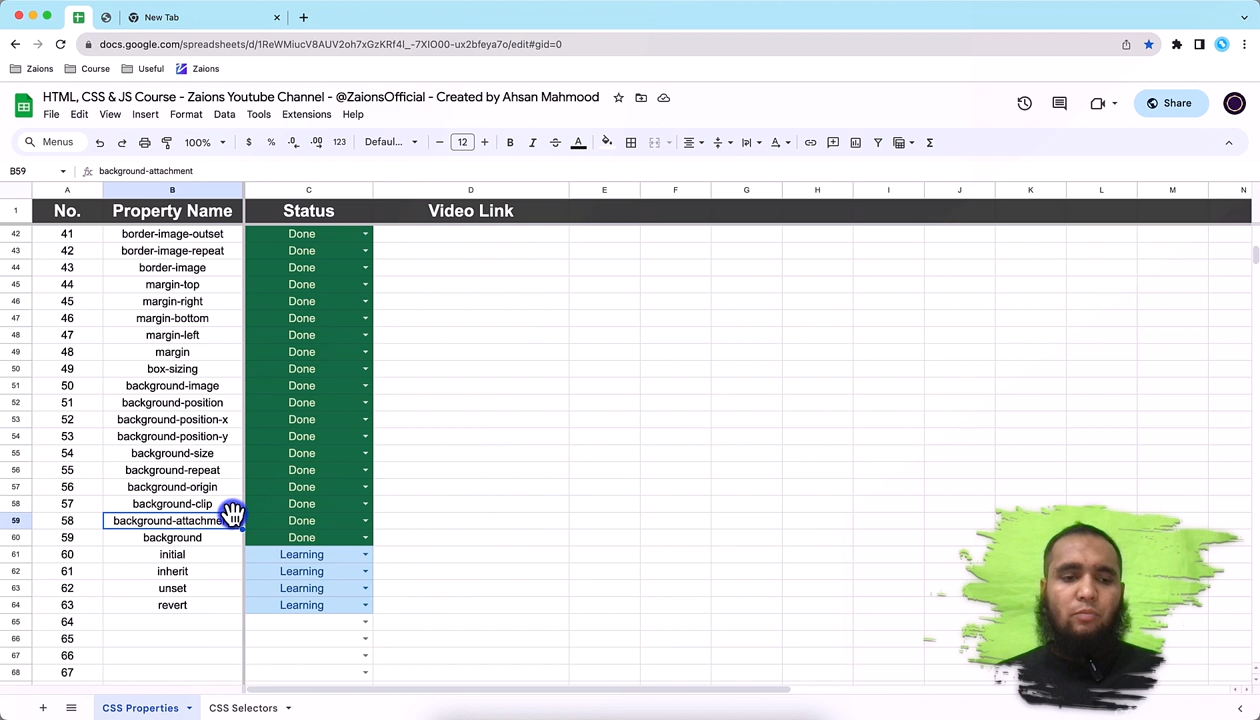 New Tab
docs.google.com/spreadsheets/d/1ReWMiucV8AUV2oh7xGzKRf4I_-7XIO00-ux2bfeya7o/edit#gid=0
Zaions Course Useful Zaions
HTML, CSS & JS Course - Zaions Youtube Channel - @ZaionsOfficial - Created by Ahsan Mahmood
File Edit View Insert Format Data Tools Extensions Help
Share
Menus 100% $ % .0 .00 123 Defaul... 12 B I A
B59 fx background-attachment
A B C D E F G H I J K L M N
1 No. Property Name Status Video Link
42 41 border-image-outset Done
43 42 border-image-repeat Done
44 43 border-image Done
45 44 margin-top Done
46 45 margin-right Done
47 46 margin-bottom Done
48 47 margin-left Done
49 48 margin Done
50 49 box-sizing Done
51 50 background-image Done
52 51 background-position Done
53 52 background-position-x Done
54 53 background-position-y Done
55 54 background-size Done
56 55 background-repeat Done
57 56 background-origin Done
58 57 background-clip Done
59 58 background-attachme Done
60 59 background Done
61 60 initial Learning
62 61 inherit Learning
63 62 unset Learning
64 63 revert Learning
65 64
66 65
67 66
68 67
CSS Properties CSS Selectors